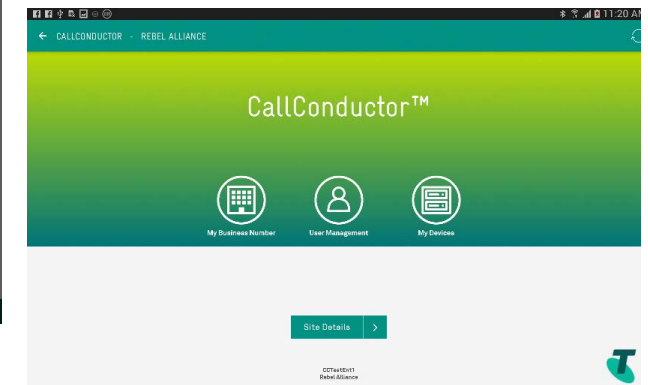 11:20 AM
CALLCONDUCTOR - REBEL ALLIANCE
CallConductor™
My Business Number
User Management
My Devices
Site Details
CCTestEnt1
Rebel Alliance
T